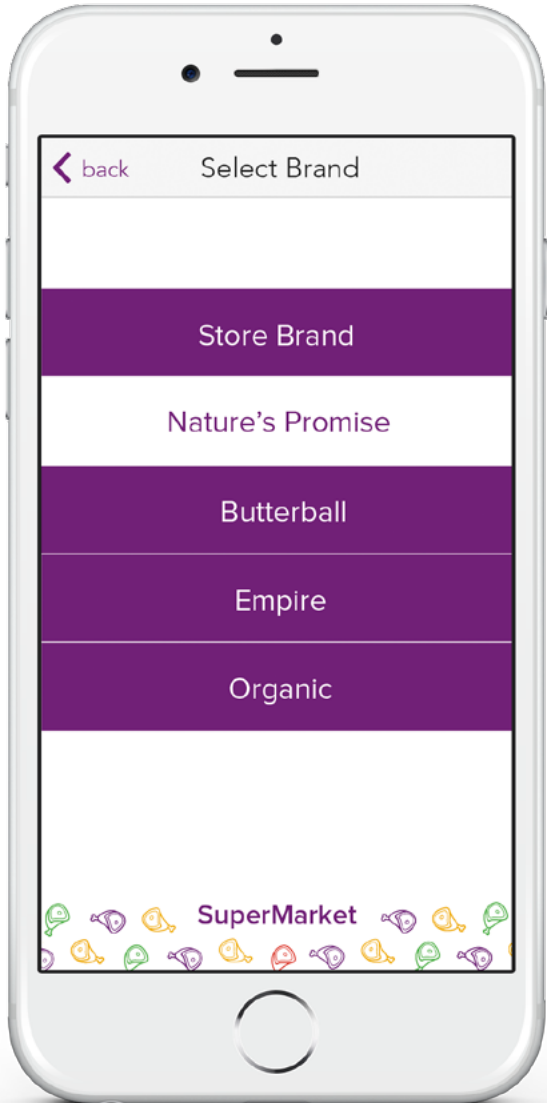 back
Select Brand
Store Brand
Nature's Promise
Butterball
Empire
Organic
SuperMarket